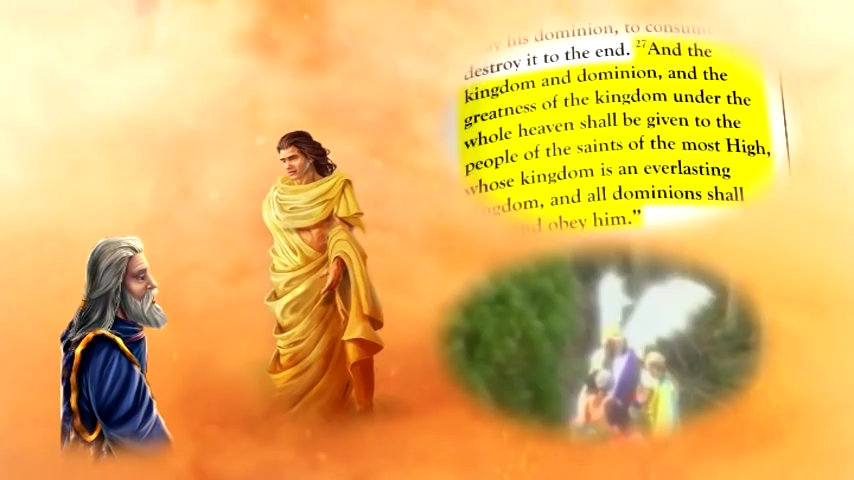 his dominion, to consume
destroy it to the end. 27And the
kingdom and dominion, and the
greatness of the kingdom under the
whole heaven shall be given to the
people of the saints of the most High,
whose kingdom is an everlasting
and all dominions shall
obey him.”